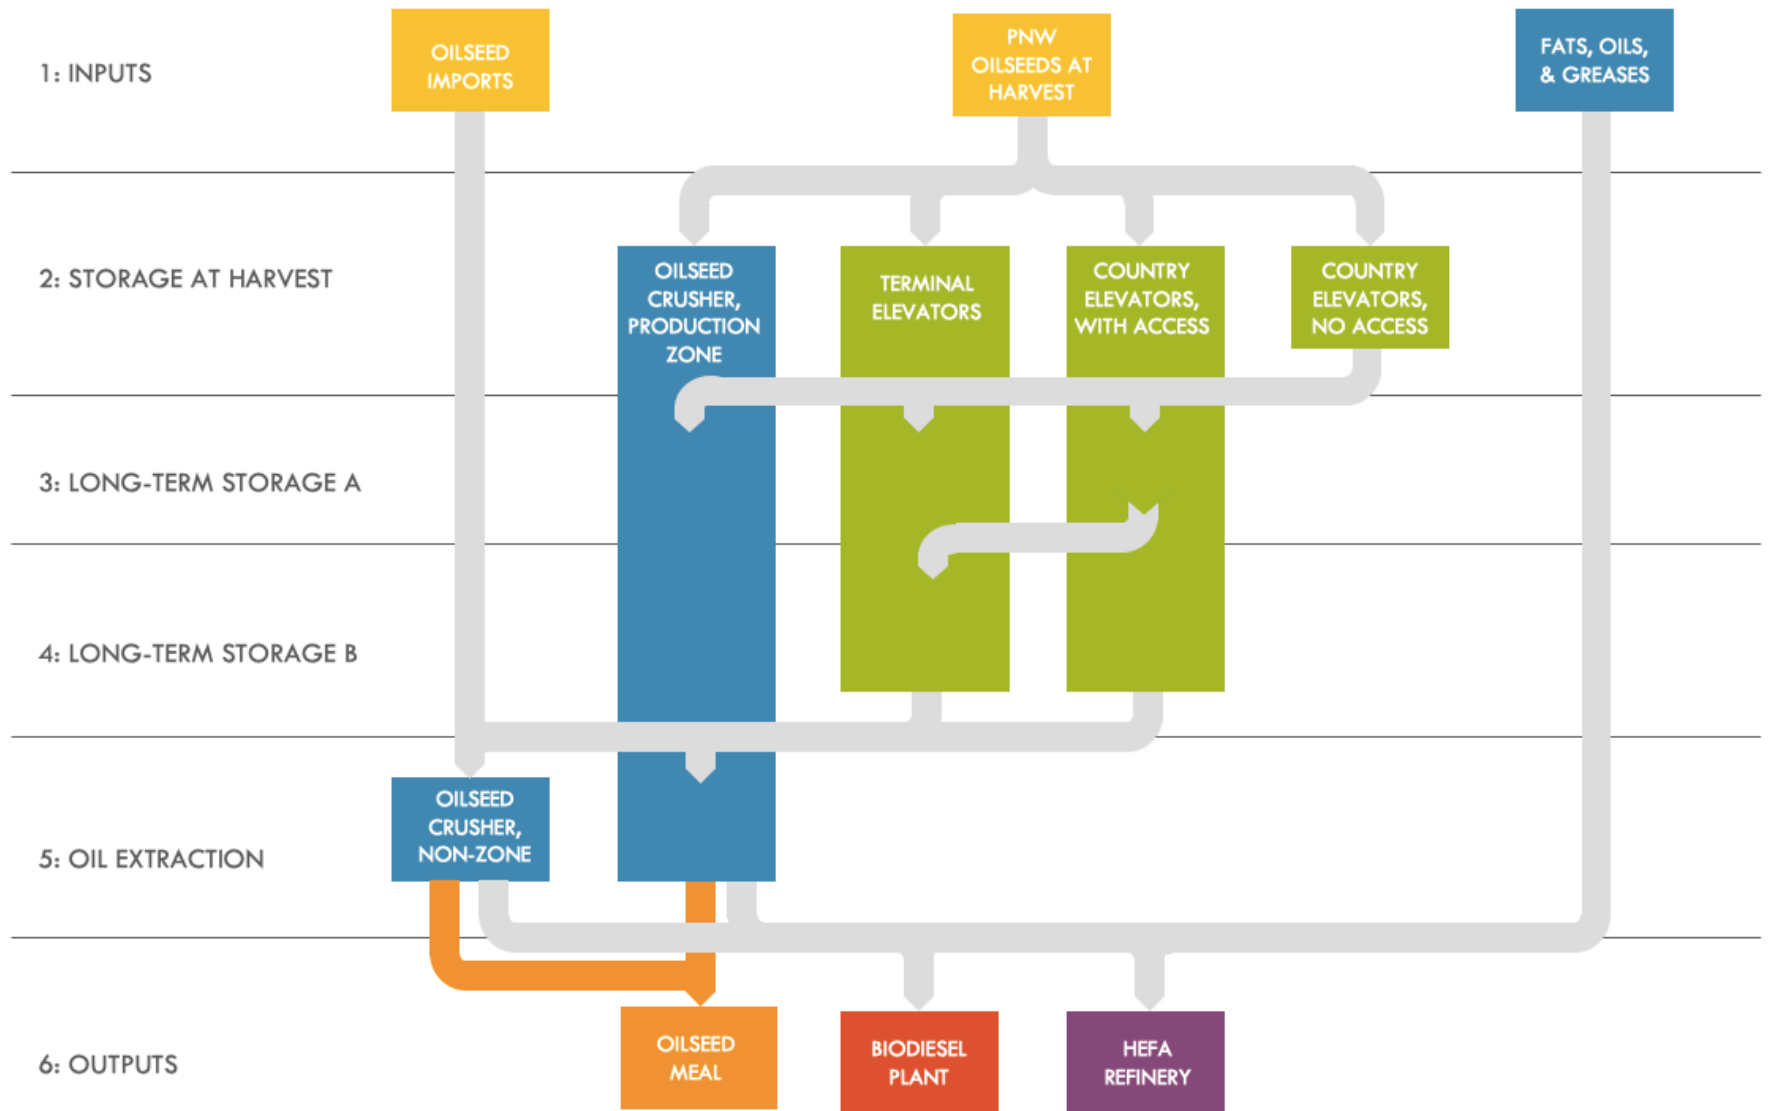 1: INPUTS
OILSEED
IMPORTS
PNW
OILSEEDS AT
HARVEST
FATS, OILS,
& GREASES
2: STORAGE AT HARVEST
OILSEED
CRUSHER,
PRODUCTION
ZONE
TERMINAL
ELEVATORS
COUNTRY
ELEVATORS,
WITH ACCESS
COUNTRY
ELEVATORS,
NO ACCESS
3: LONG-TERM STORAGE A
4: LONG-TERM STORAGE B
5: OIL EXTRACTION
OILSEED
CRUSHER,
NON-ZONE
6: OUTPUTS
OILSEED
MEAL
BIODIESEL
PLANT
HEFA
REFINERY